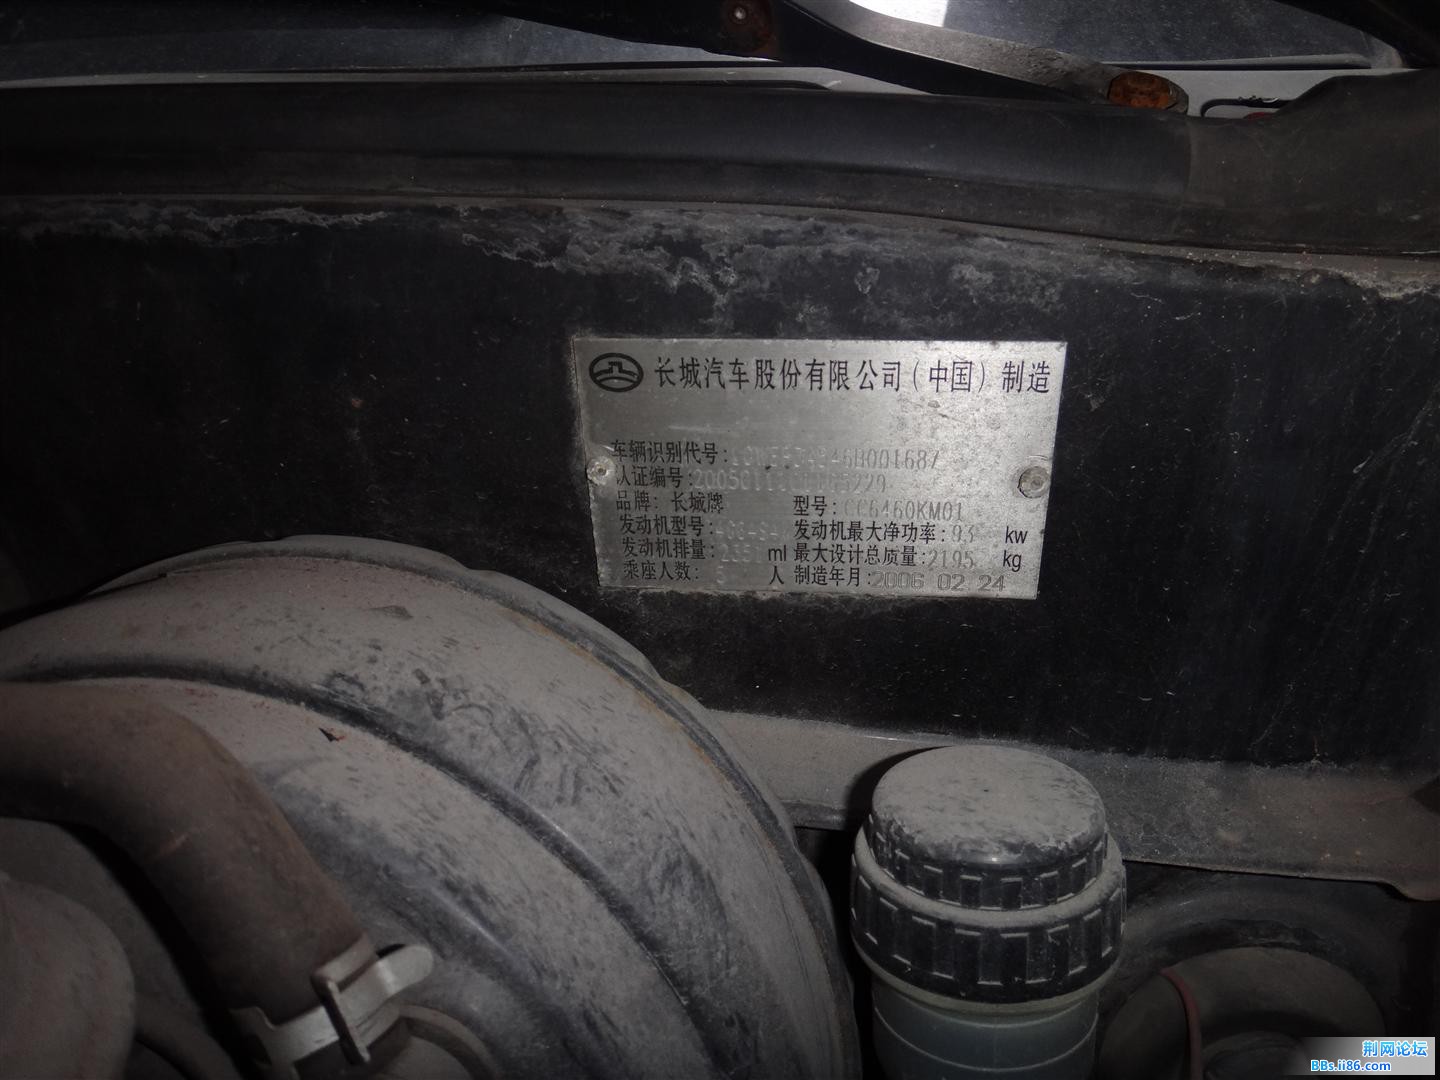 长城汽车股份有限公司(中国)制造
车辆识别代号:
认证编号:
品牌: 长城牌 型号:CC6460KM01
发动机型号: 发动机最大净功率:93 kw
发动机排量: ml 最大设计总质量:2195 kg
乘座人数: 人 制造年月:2006 02 24
荆网论坛
BBs.ii86.com